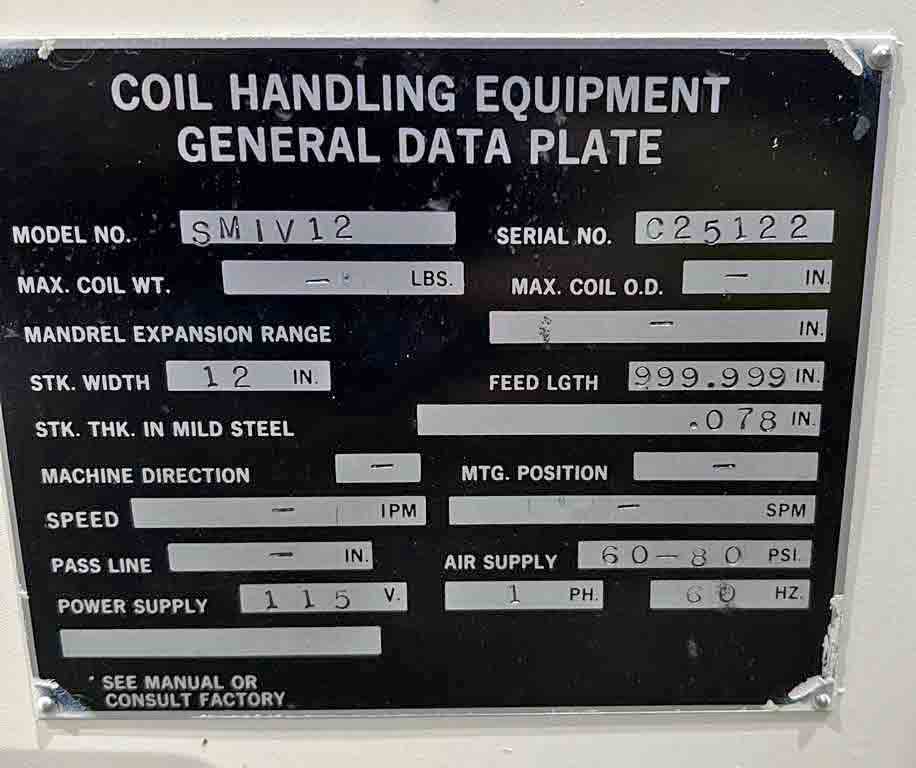 COIL HANDLING EQUIPMENT
GENERAL DATA PLATE
MODEL NO. SMIV12 SERIAL NO. C25122
MAX. COIL WT. - LBS. MAX. COIL O.D. - IN.
MANDREL EXPANSION RANGE - IN.
STK. WIDTH 12 IN. FEED LGTH 999.999 IN.
STK. THK. IN MILD STEEL .078 IN.
MACHINE DIRECTION - MTG. POSITION -
SPEED - IPM - SPM
PASS LINE - IN. AIR SUPPLY 60-80 PSI.
POWER SUPPLY 115 V. 1 PH. 60 HZ.
* SEE MANUAL OR
CONSULT FACTORY